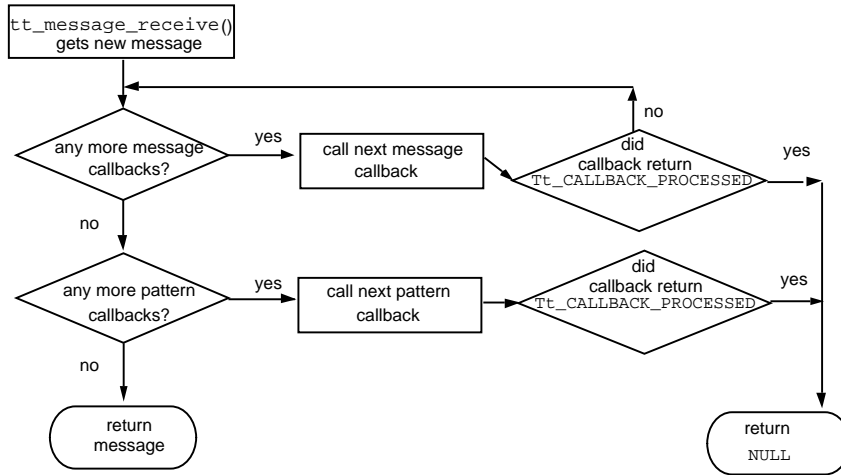 tt_message_receive()
gets new message
no
any more message
callbacks?
yes
call next message
callback
did
callback return
Tt_CALLBACK_PROCESSED
yes
no
any more pattern
callbacks?
yes
call next pattern
callback
did
callback return
Tt_CALLBACK_PROCESSED
yes
no
return
message
return
NULL